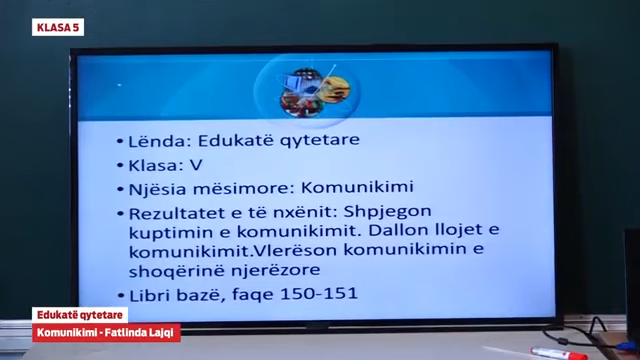 KLASA 5
• Lënda: Edukatë qytetare
• Klasa: V
• Njësia mësimore: Komunikimi
• Rezultatet e të nxënit: Shpjegon
kuptimin e komunikimit. Dallon llojet e
komunikimit.Vlerëson komunikimin e
shoqërinë njerëzore
• Libri bazë, faqe 150-151
Edukatë qytetare
Komunikimi - Fatlinda Lajqi